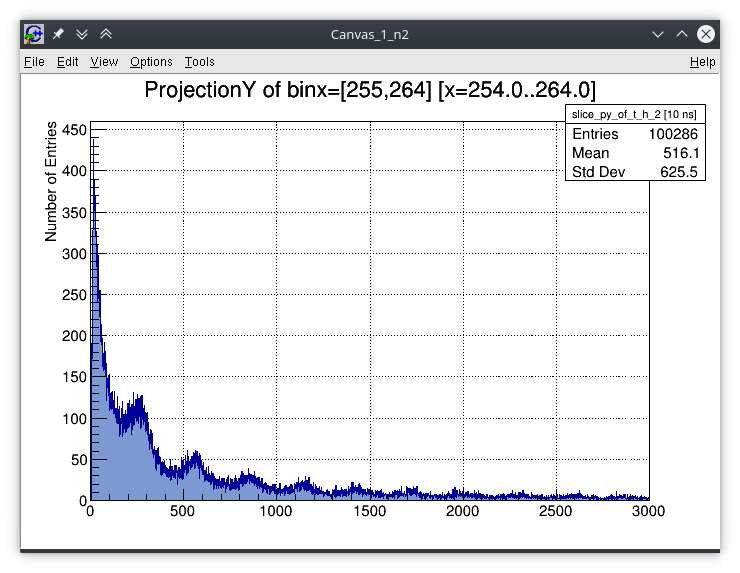 Canvas_1_n2
File Edit View Options Tools Help
ProjectionY of binx=[255,264] [x=254.0..264.0]
slice_py_of_t_h_2 [10 ns]
Entries 100286
Mean 516.1
Std Dev 625.5
Number of Entries
450
400
350
300
250
200
150
100
50
0
0 500 1000 1500 2000 2500 3000